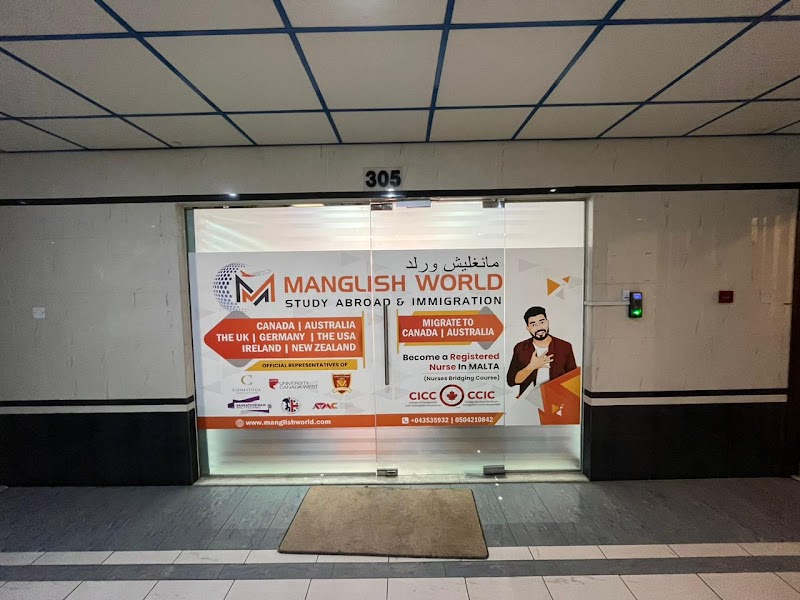 305
مانغليش ورلد
MANGLISH WORLD
STUDY ABROAD & IMMIGRATION
CANADA | AUSTRALIA
THE UK | GERMANY | THE USA
IRELAND | NEW ZEALAND
MIGRATE TO
CANADA | AUSTRALIA
OFFICIAL REPRESENTATIVES OF
UNIVERSITY
CANADA WEST
Become a Registered
Nurse In MALTA
(Nurses Bridging Course)
CICC CCIC
www.manglishworld.com
+043535932 | 0504210842